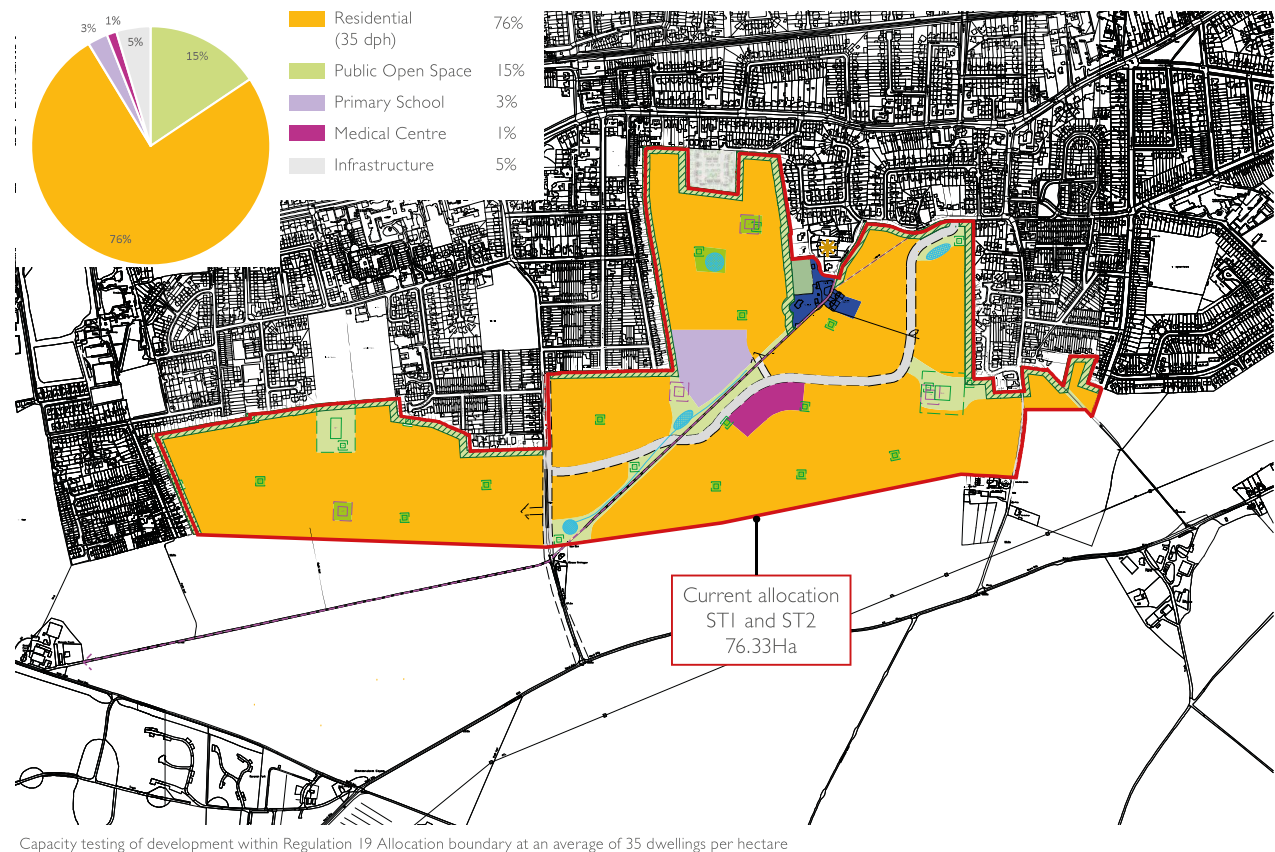 1%
3%
5%
15%
76%
Residential 76%
(35 dph)
Public Open Space 15%
Primary School 3%
Medical Centre 1%
Infrastructure 5%
Current allocation
ST1 and ST2
76.33Ha
Capacity testing of development within Regulation 19 Allocation boundary at an average of 35 dwellings per hectare